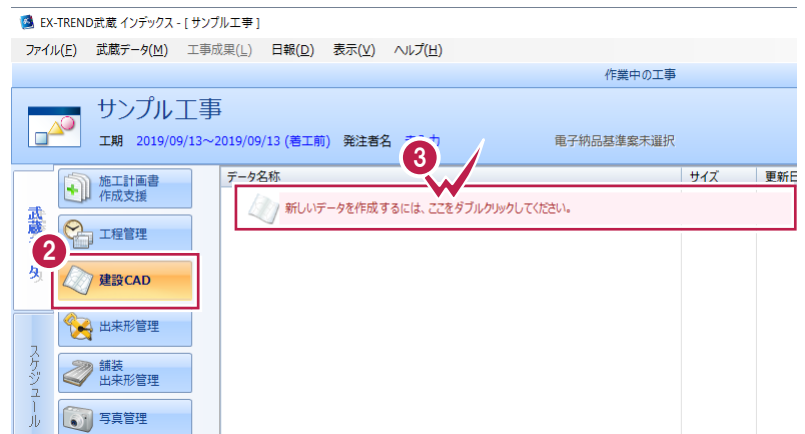 EX-TREND武蔵 インデックス - [ サンプル工事 ]
ファイル(F) 武蔵データ(M) 工事成果(L) 日報(D) 表示(V) ヘルプ(H)
作業中の工事
サンプル工事
工期 2019/09/13～2019/09/13 (着工前) 発注者名 電子納品基準案未選択
3
データ名称 サイズ 更新日
新しいデータを作成するには、ここをダブルクリックしてください。
施工計画書
作成支援
武蔵
工程管理
2
タ
建設CAD
出来形管理
舗装
出来形管理
スケジュール
写真管理